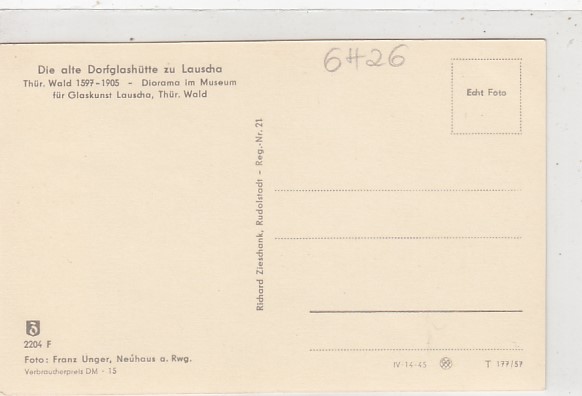 Die alte Dorfglashütte zu Lauscha
Thür. Wald 1597-1905 - Diorama im Museum
für Glaskunst Lauscha, Thür. Wald
6#26
Echt Foto
Richard Zieschank, Rudolstadt - Reg.-Nr. 21
2204 F
Foto: Franz Unger, Neuhaus a. Rwg.
Verbraucherpreis DM - 15
IV-14-45
T 177/57